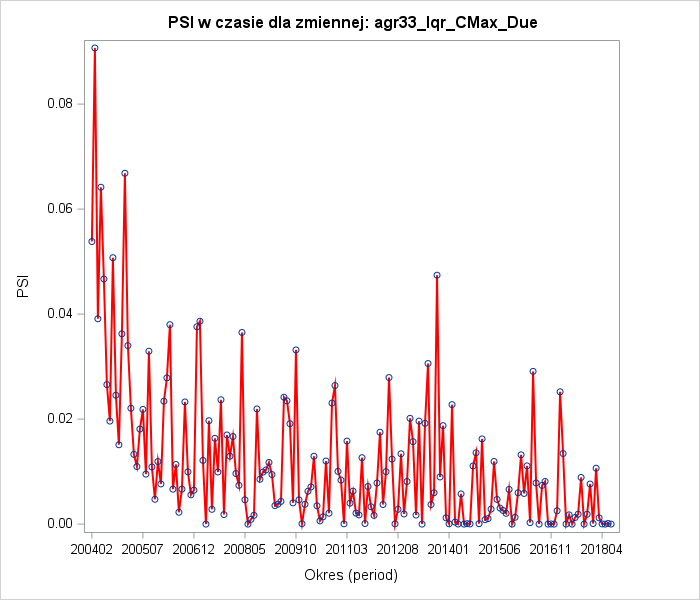 PSI w czasie dla zmiennej: agr33_Iqr_CMax_Due
0.08
0.06
0.04
0.02
0.00
PSI
200402 200507 200612 200805 200910 201103 201208 201401 201506 201611 201804
Okres (period)